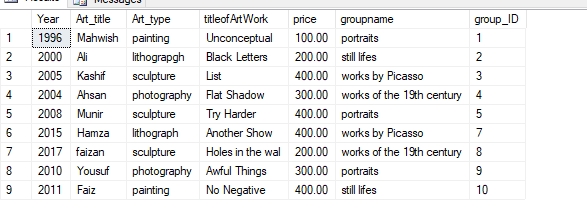 Messages
Year Art_title Art_type titleofArtWork price groupname group_ID
1 1996 Mahwish painting Unconceptual 100.00 portraits 1
2 2000 Ali lithograpgh Black Letters 200.00 still lifes 2
3 2005 Kashif sculpture List 400.00 works by Picasso 3
4 2004 Ahsan photography Flat Shadow 300.00 works of the 19th century 4
5 2008 Munir sculpture Try Harder 400.00 portraits 5
6 2015 Hamza lithograph Another Show 400.00 works by Picasso 7
7 2017 faizan sculpture Holes in the wal 200.00 works of the 19th century 8
8 2010 Yousuf photography Awful Things 300.00 portraits 9
9 2011 Faiz painting No Negative 400.00 still lifes 10